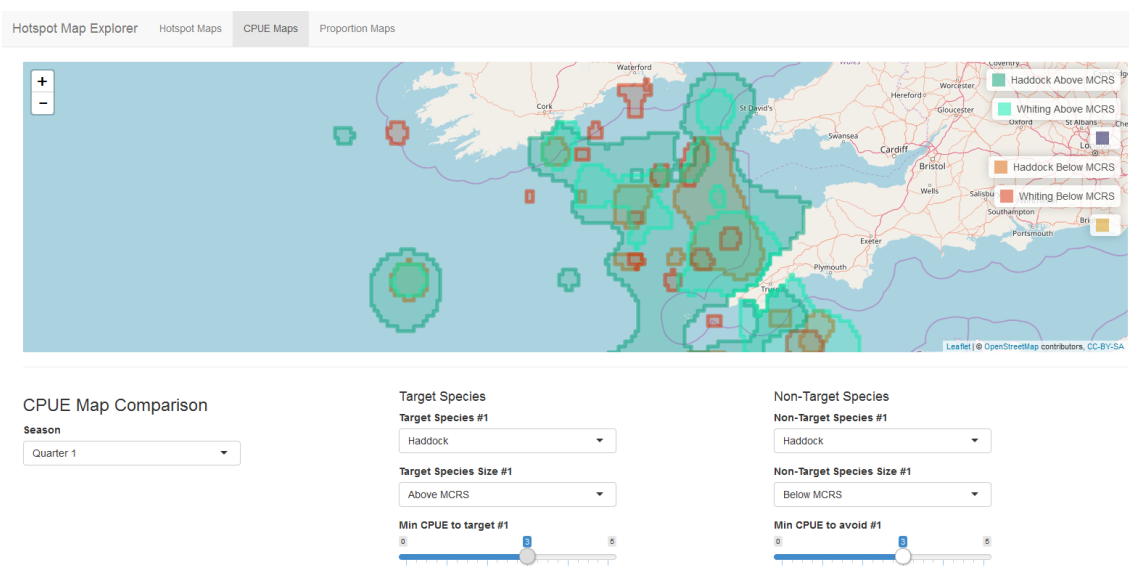 Hotspot Map Explorer Hotspot Maps CPUE Maps Proportion Maps
+
−
Waterford
Cork
St David's
Swansea
Cardiff
Bristol
Wells
Hereford
Worcester
Gloucester
Coventry
Oxford
St Albans
Southampton
Portsmouth
Exeter
Plymouth
Haddock Above MCRS
Whiting Above MCRS
Haddock Below MCRS
Whiting Below MCRS
Leaflet | © OpenStreetMap contributors, CC-BY-SA
CPUE Map Comparison
Season
Quarter 1
Target Species
Target Species #1
Haddock
Target Species Size #1
Above MCRS
Min CPUE to target #1
0 3 5
Non-Target Species
Non-Target Species #1
Haddock
Non-Target Species Size #1
Below MCRS
Min CPUE to avoid #1
0 3 5